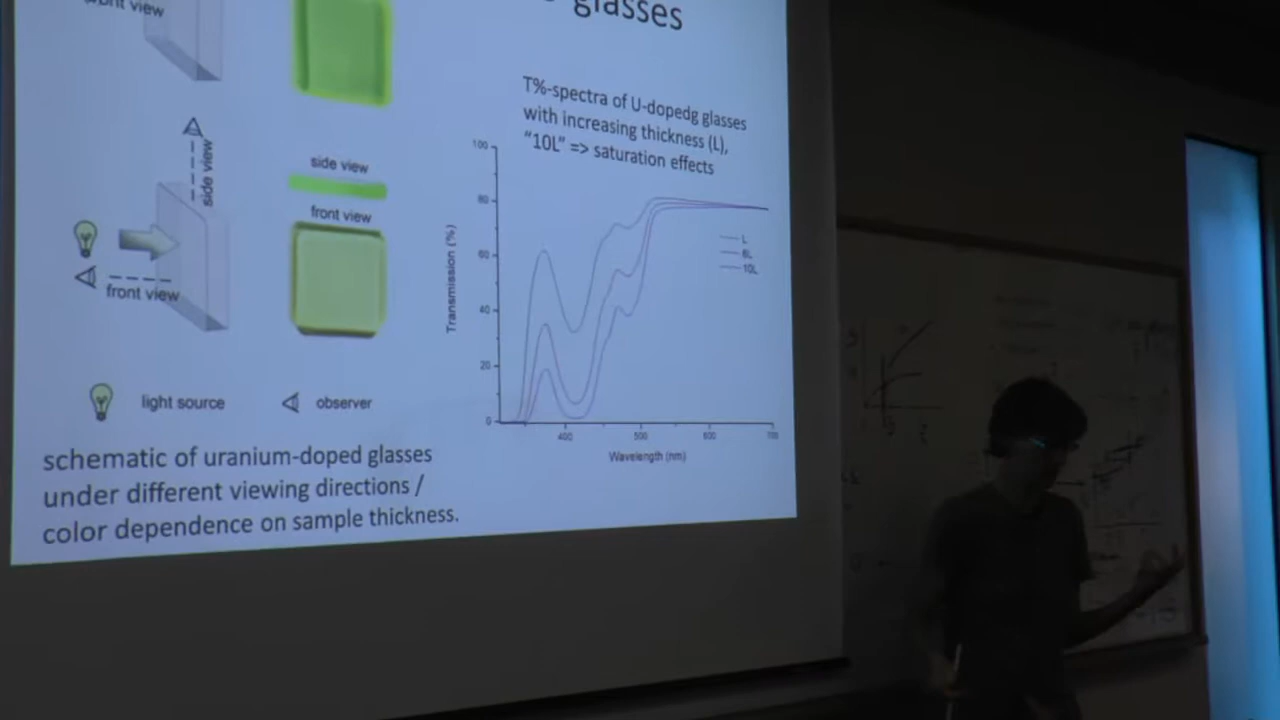 front view
glasses
side view
front view
side view
front view
light source
observer
schematic of uranium-doped glasses
under different viewing directions /
color dependence on sample thickness.
T%-spectra of U-dopedg glasses
with increasing thickness (L),
"10L" => saturation effects
100
80
60
40
20
0
Transmission (%)
L
6L
10L
400
500
600
700
Wavelength (nm)